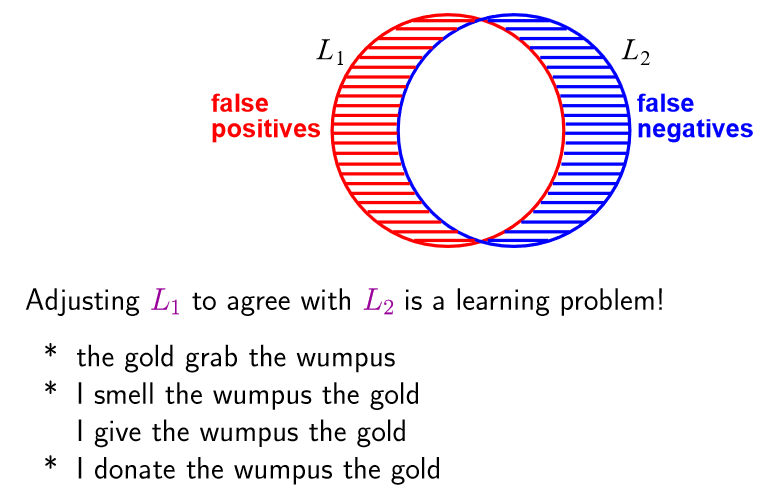 L1 L2
false false
positives negatives
Adjusting L1 to agree with L2 is a learning problem!
* the gold grab the wumpus
* I smell the wumpus the gold
I give the wumpus the gold
* I donate the wumpus the gold